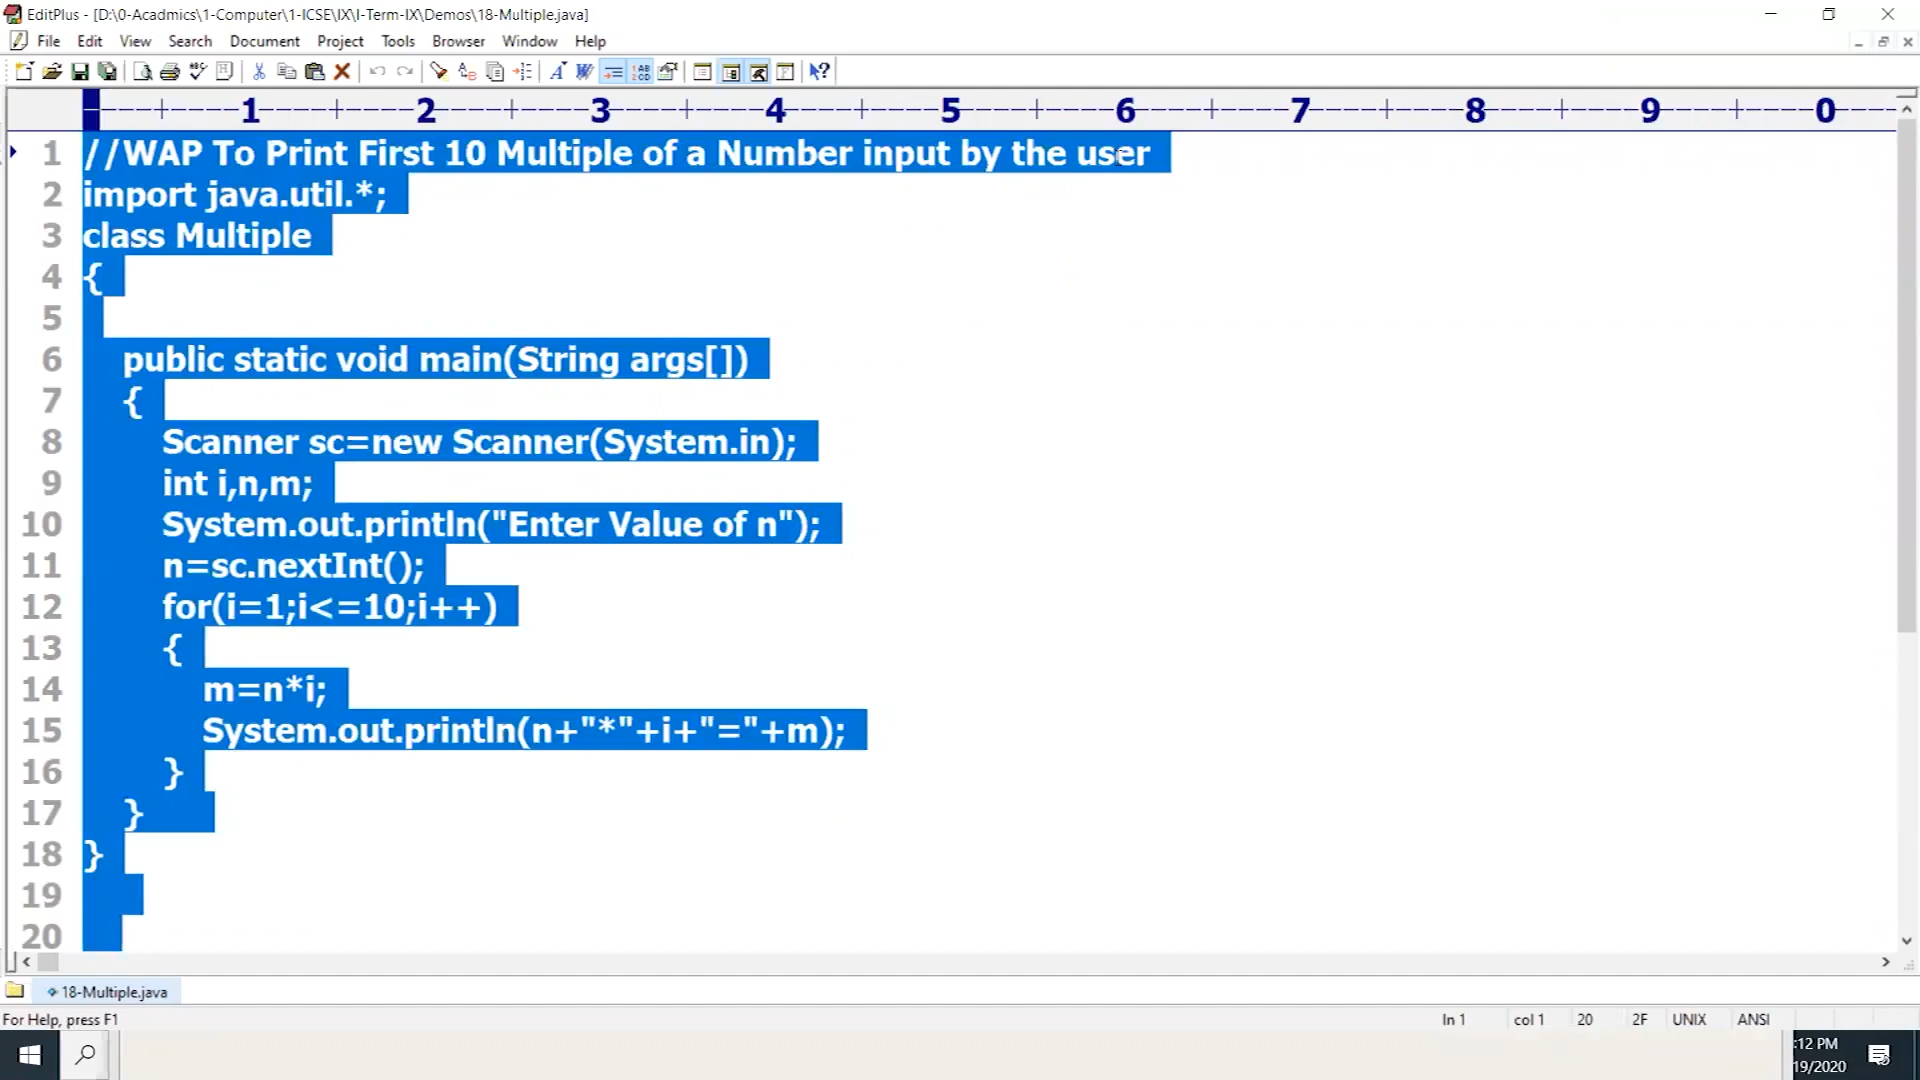 EditPlus - [D:\0-Acadmics\1-Computer\1-ICSE\IX\I-Term-IX\Demos\18-Multiple.java]
File Edit View Search Document Project Tools Browser Window Help
----+----1----+----2----+----3----+----4----+----5----+----6----+----7----+----8----+----9----+----0----
1 //WAP To Print First 10 Multiple of a Number input by the user
2 import java.util.*;
3 class Multiple
4 {
5
6 public static void main(String args[])
7 {
8 Scanner sc=new Scanner(System.in);
9 int i,n,m;
10 System.out.println("Enter Value of n");
11 n=sc.nextInt();
12 for(i=1;i<=10;i++)
13 {
14 m=n*i;
15 System.out.println(n+"*"+i+"="+m);
16 }
17 }
18 }
19
20
18-Multiple.java
For Help, press F1 ln 1 col 1 20 2F UNIX ANSI
:12 PM
19/2020